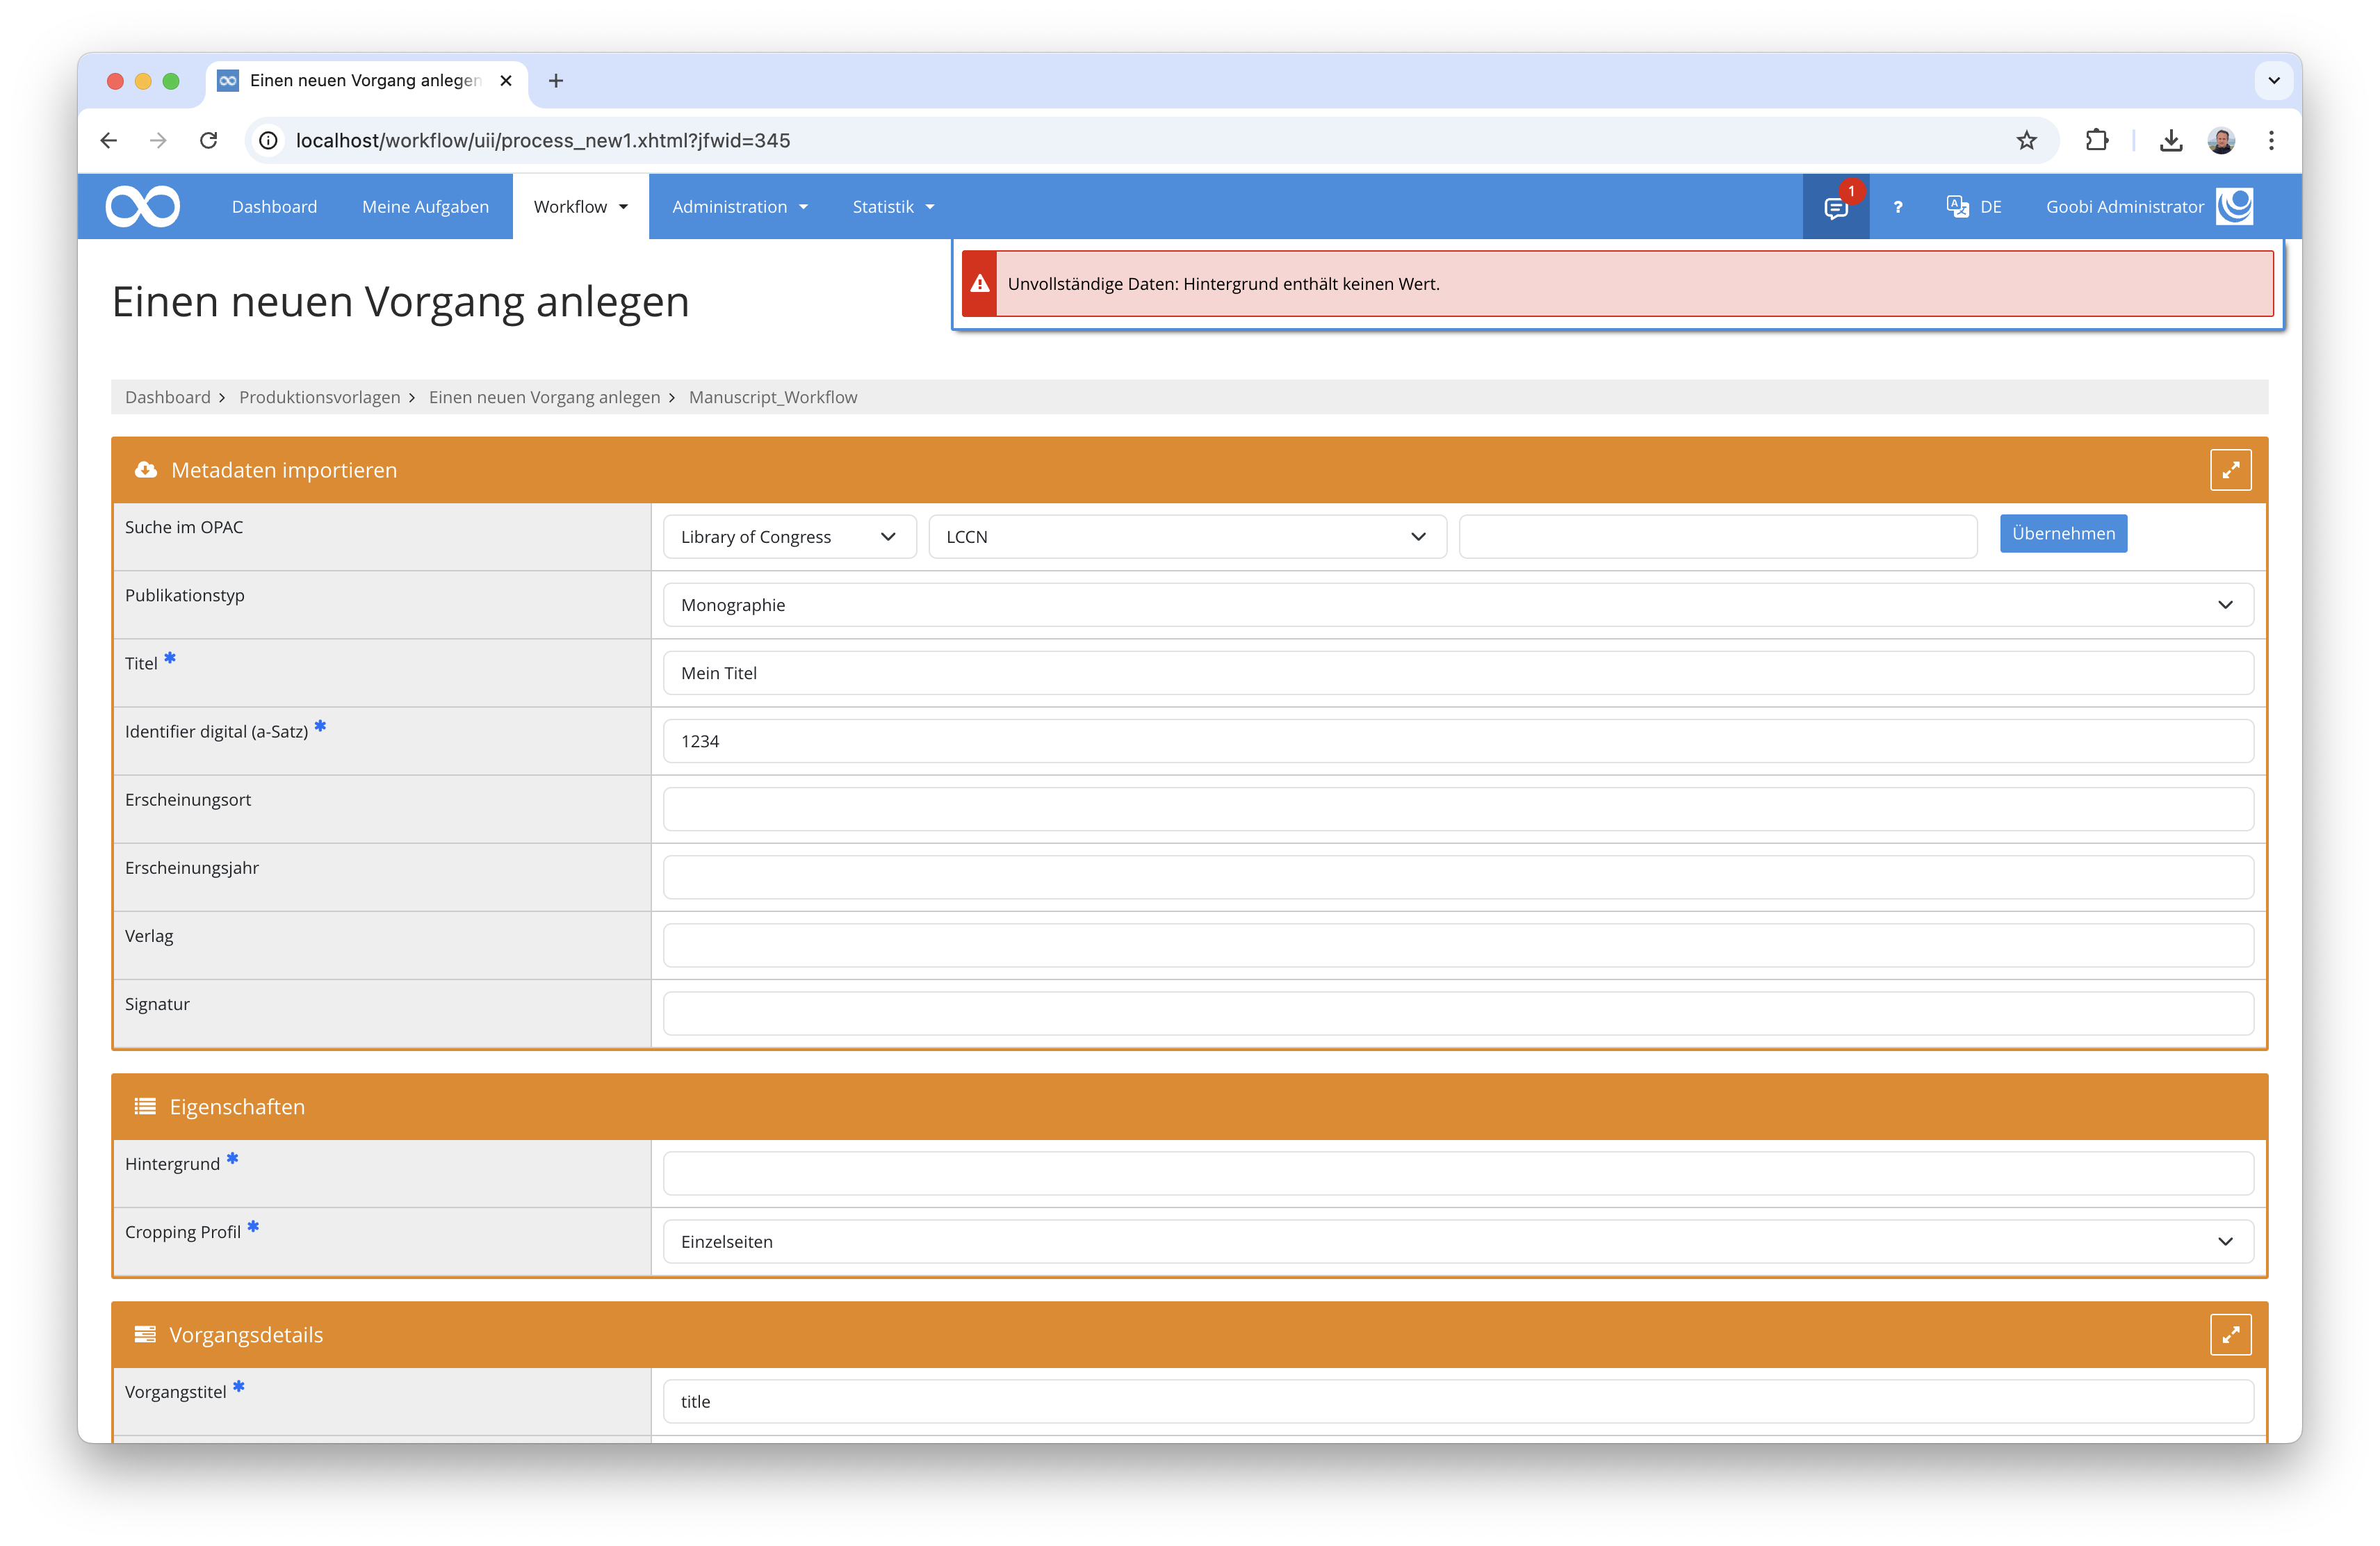 Einen neuen Vorgang anlegen
localhost/workflow/uii/process_new1.xhtml?jfwid=345
Dashboard Meine Aufgaben Workflow Administration Statistik 1 ? DE Goobi Administrator
Unvollständige Daten: Hintergrund enthält keinen Wert.
Einen neuen Vorgang anlegen
Dashboard > Produktionsvorlagen > Einen neuen Vorgang anlegen > Manuscript_Workflow
Metadaten importieren
Suche im OPAC Library of Congress LCCN Übernehmen
Publikationstyp Monographie
Titel * Mein Titel
Identifier digital (a-Satz) * 1234
Erscheinungsort
Erscheinungsjahr
Verlag
Signatur
Eigenschaften
Hintergrund *
Cropping Profil * Einzelseiten
Vorgangsdetails
Vorgangstitel * title